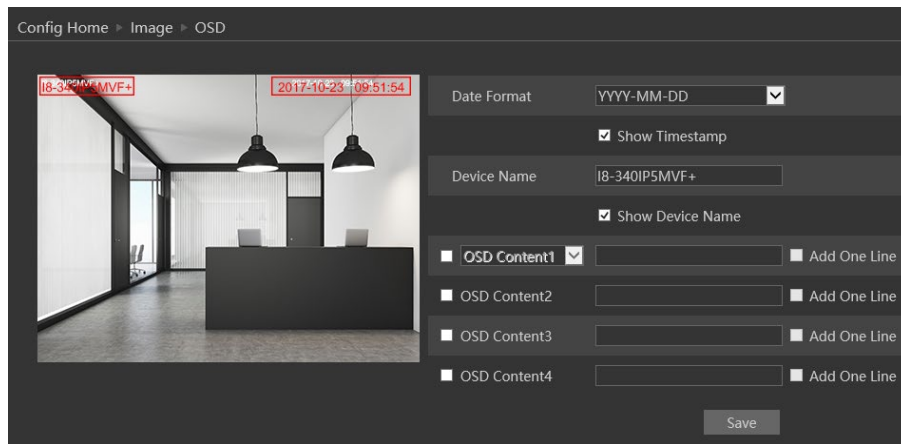 Config Home ▸ Image ▸ OSD
I8-340IP5MVF+
2017-10-23 09:51:54
Date Format YYYY-MM-DD
Show Timestamp
Device Name I8-340IP5MVF+
Show Device Name
OSD Content1 Add One Line
OSD Content2 Add One Line
OSD Content3 Add One Line
OSD Content4 Add One Line
Save